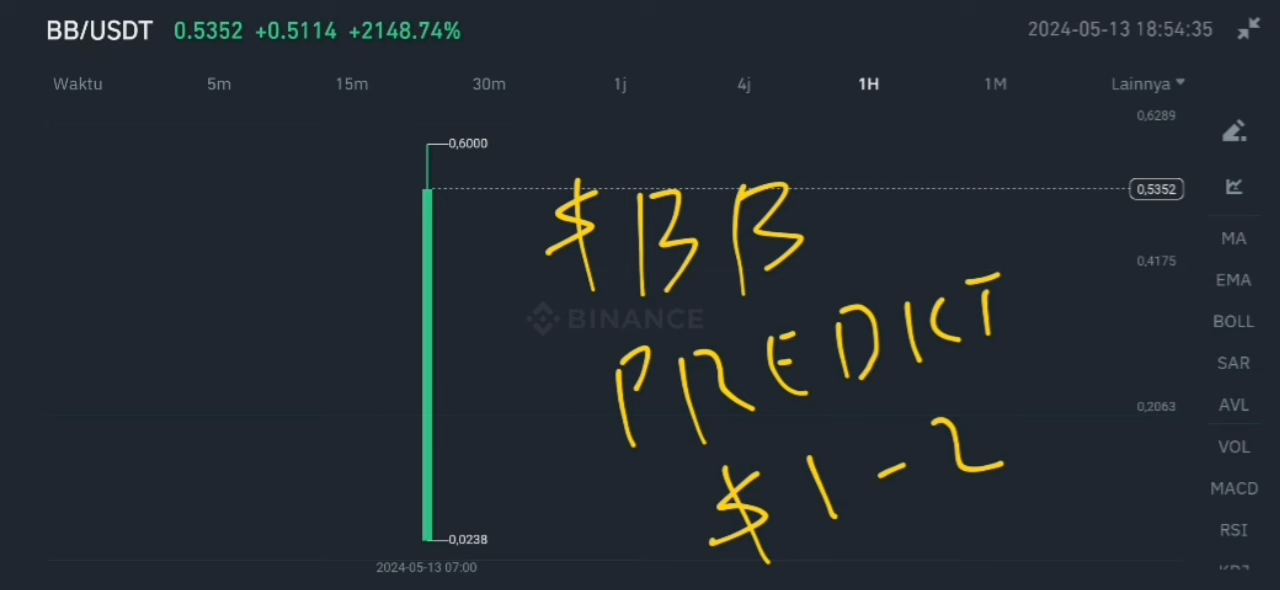 BB/USDT 0.5352 +0.5114 +2148.74% 2024-05-13 18:54:35
Waktu 5m 15m 30m 1j 4j 1H 1M Lainnya
0,6289
0,6000
0,5352
$BB
MA
0,4175
EMA
BINANCE
BOLL
PREDKT
SAR
0,2063
AVL
$1-2
VOL
MACD
RSI
0,0238
2024-05-13 07:00